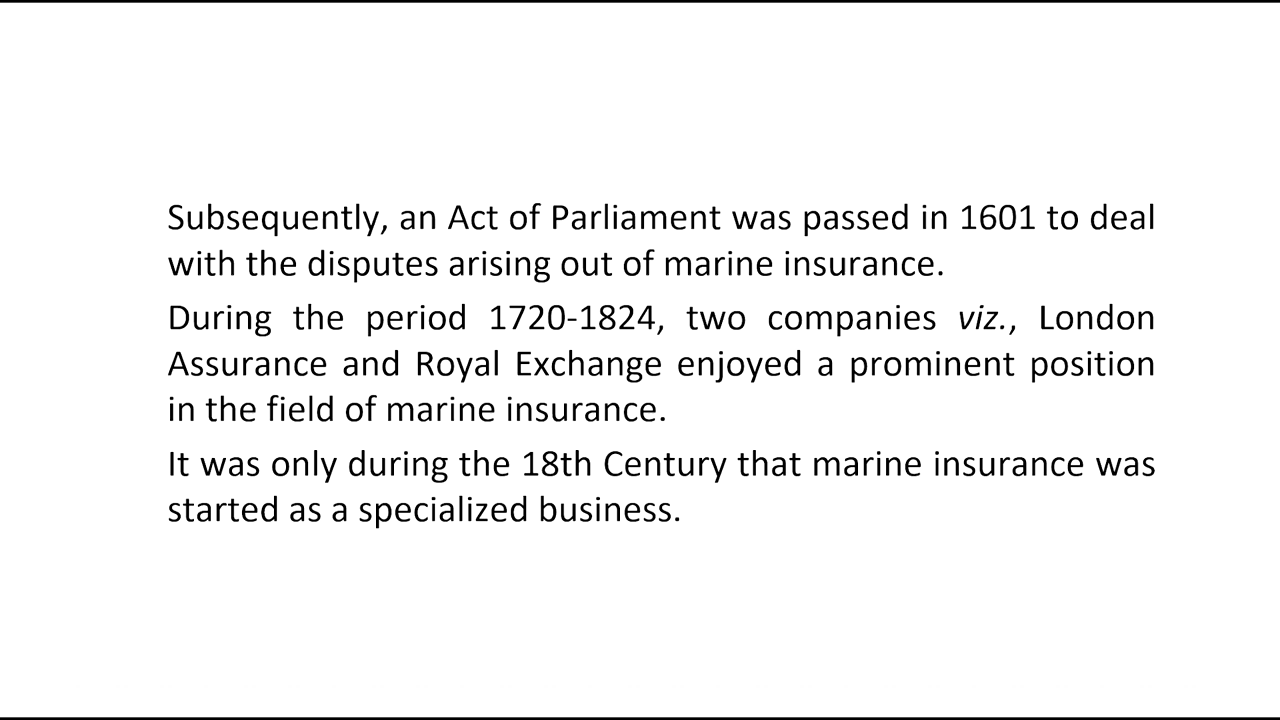 Subsequently, an Act of Parliament was passed in 1601 to deal
with the disputes arising out of marine insurance.
During the period 1720-1824, two companies viz., London
Assurance and Royal Exchange enjoyed a prominent position
in the field of marine insurance.
It was only during the 18th Century that marine insurance was
started as a specialized business.